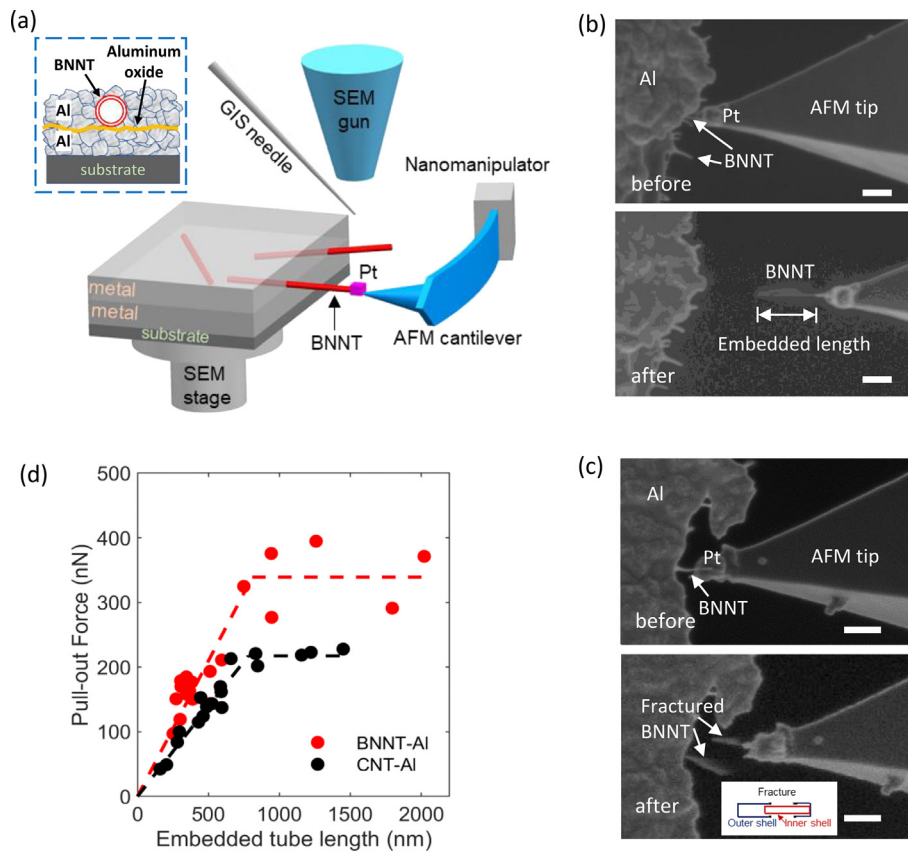 (a)
BNNT
Aluminum
oxide
Al
Al
substrate
GIS needle
SEM
gun
Nanomanipulator
Pt
metal
metal
substrate
BNNT
AFM cantilever
SEM
stage
(b)
Al
Pt
AFM tip
BNNT
before
BNNT
Embedded length
after
(d)
Pull-out Force (nN)
500
400
300
200
100
0
BNNT-Al
CNT-Al
0
500
1000
1500
2000
Embedded tube length (nm)
(c)
Al
Pt
AFM tip
BNNT
before
Fractured
BNNT
after
Fracture
Outer shell
Inner shell